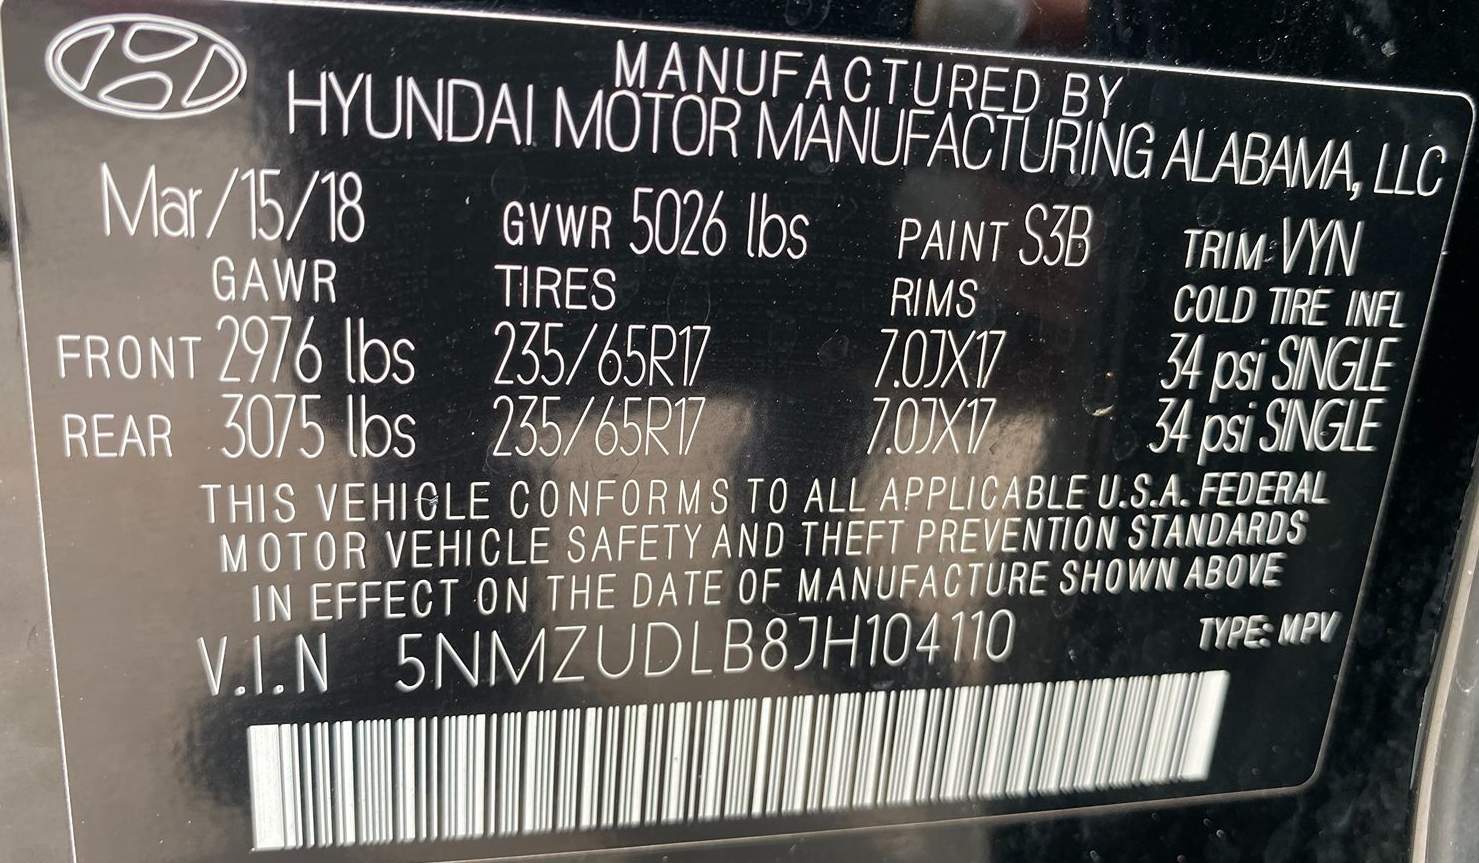 MANUFACTURED BY
HYUNDAI MOTOR MANUFACTURING ALABAMA, LLC
Mar/15/18 GVWR 5026 lbs PAINT S3B TRIM: VYN
GAWR TIRES RIMS COLD TIRE INFL
FRONT 2976 lbs 235/65R17 7.0JX17 34 psi SINGLE
REAR 3075 lbs 235/65R17 7.0JX17 34 psi SINGLE
THIS VEHICLE CONFORMS TO ALL APPLICABLE U.S.A. FEDERAL
MOTOR VEHICLE SAFETY AND THEFT PREVENTION STANDARDS
IN EFFECT ON THE DATE OF MANUFACTURE SHOWN ABOVE
V.I.N 5NMZUDLB8JH104110 TYPE: MPV